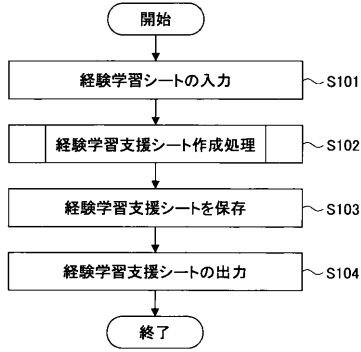 開始
経験学習シートの入力 S101
経験学習支援シート作成処理 S102
経験学習支援シートを保存 S103
経験学習支援シートの出力 S104
終了